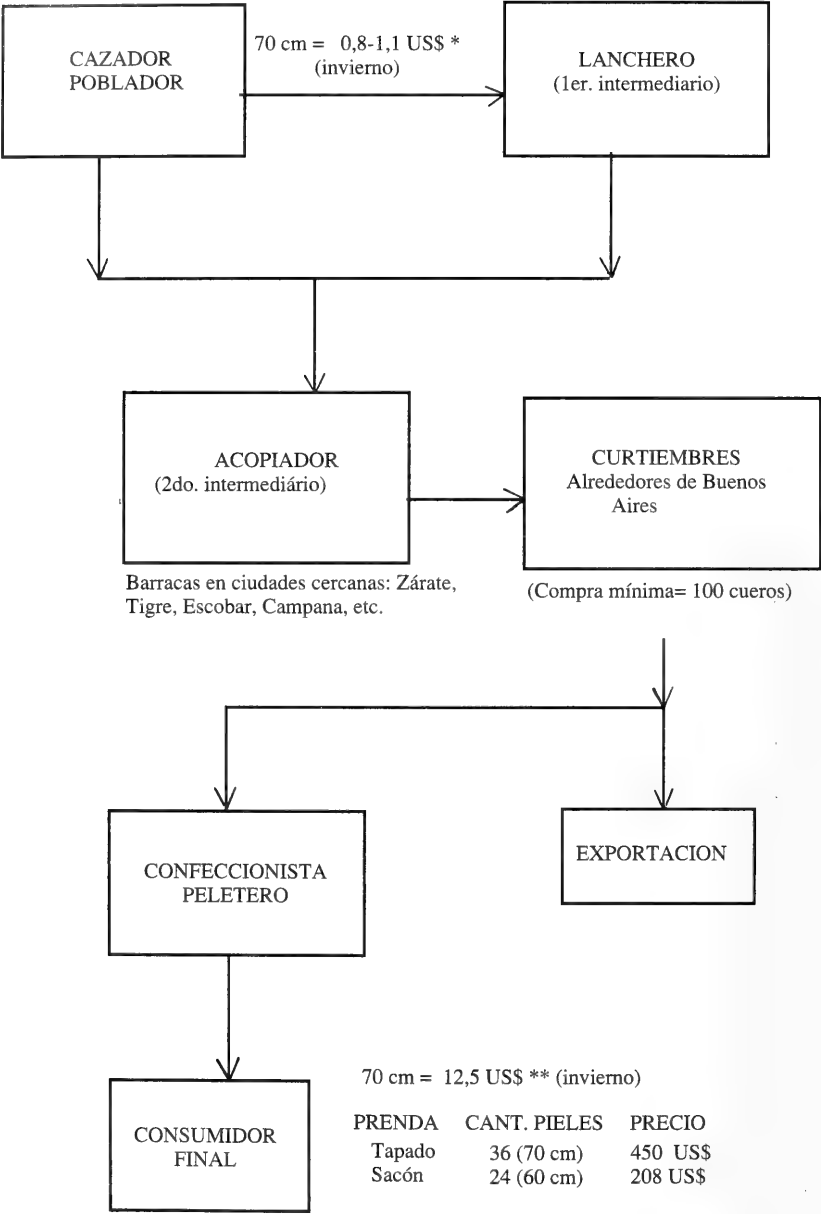 CAZADOR
POBLADOR
70 cm = 0,8-1,1 US$ *
(invierno)
LANCHERO
(1er. intermediario)
ACOPIADOR
(2do. intermediário)
CURTIEMBRES
Alrededores de Buenos
Aires
Barracas en ciudades cercanas: Zárate,
Tigre, Escobar, Campana, etc.
(Compra mínima= 100 cueros)
CONFECCIONISTA
PELETERO
EXPORTACION
CONSUMIDOR
FINAL
70 cm = 12,5 US$ ** (invierno)
PRENDA CANT. PIELES PRECIO
Tapado 36 (70 cm) 450 US$
Sacón 24 (60 cm) 208 US$